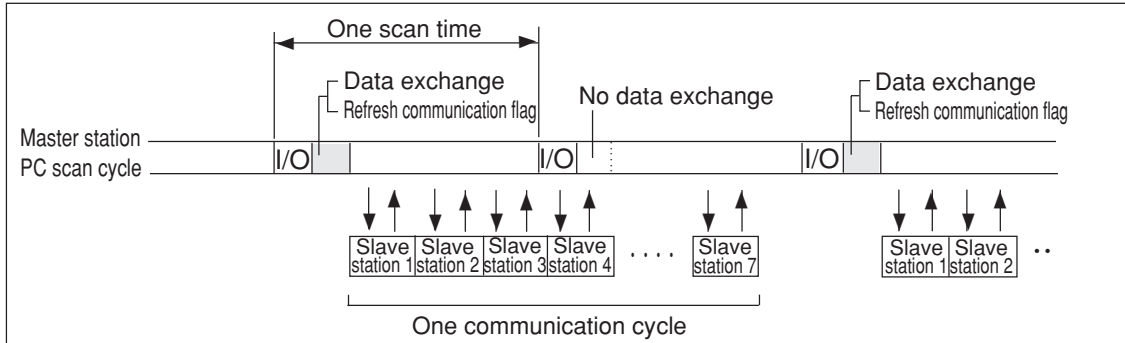 One scan time
Data exchange
Refresh communication flag
No data exchange
Data exchange
Refresh communication flag
Master station
PC scan cycle
I/O
I/O
I/O
Slave station 1
Slave station 2
Slave station 3
Slave station 4
. . . .
Slave station 7
Slave station 1
Slave station 2
. .
One communication cycle